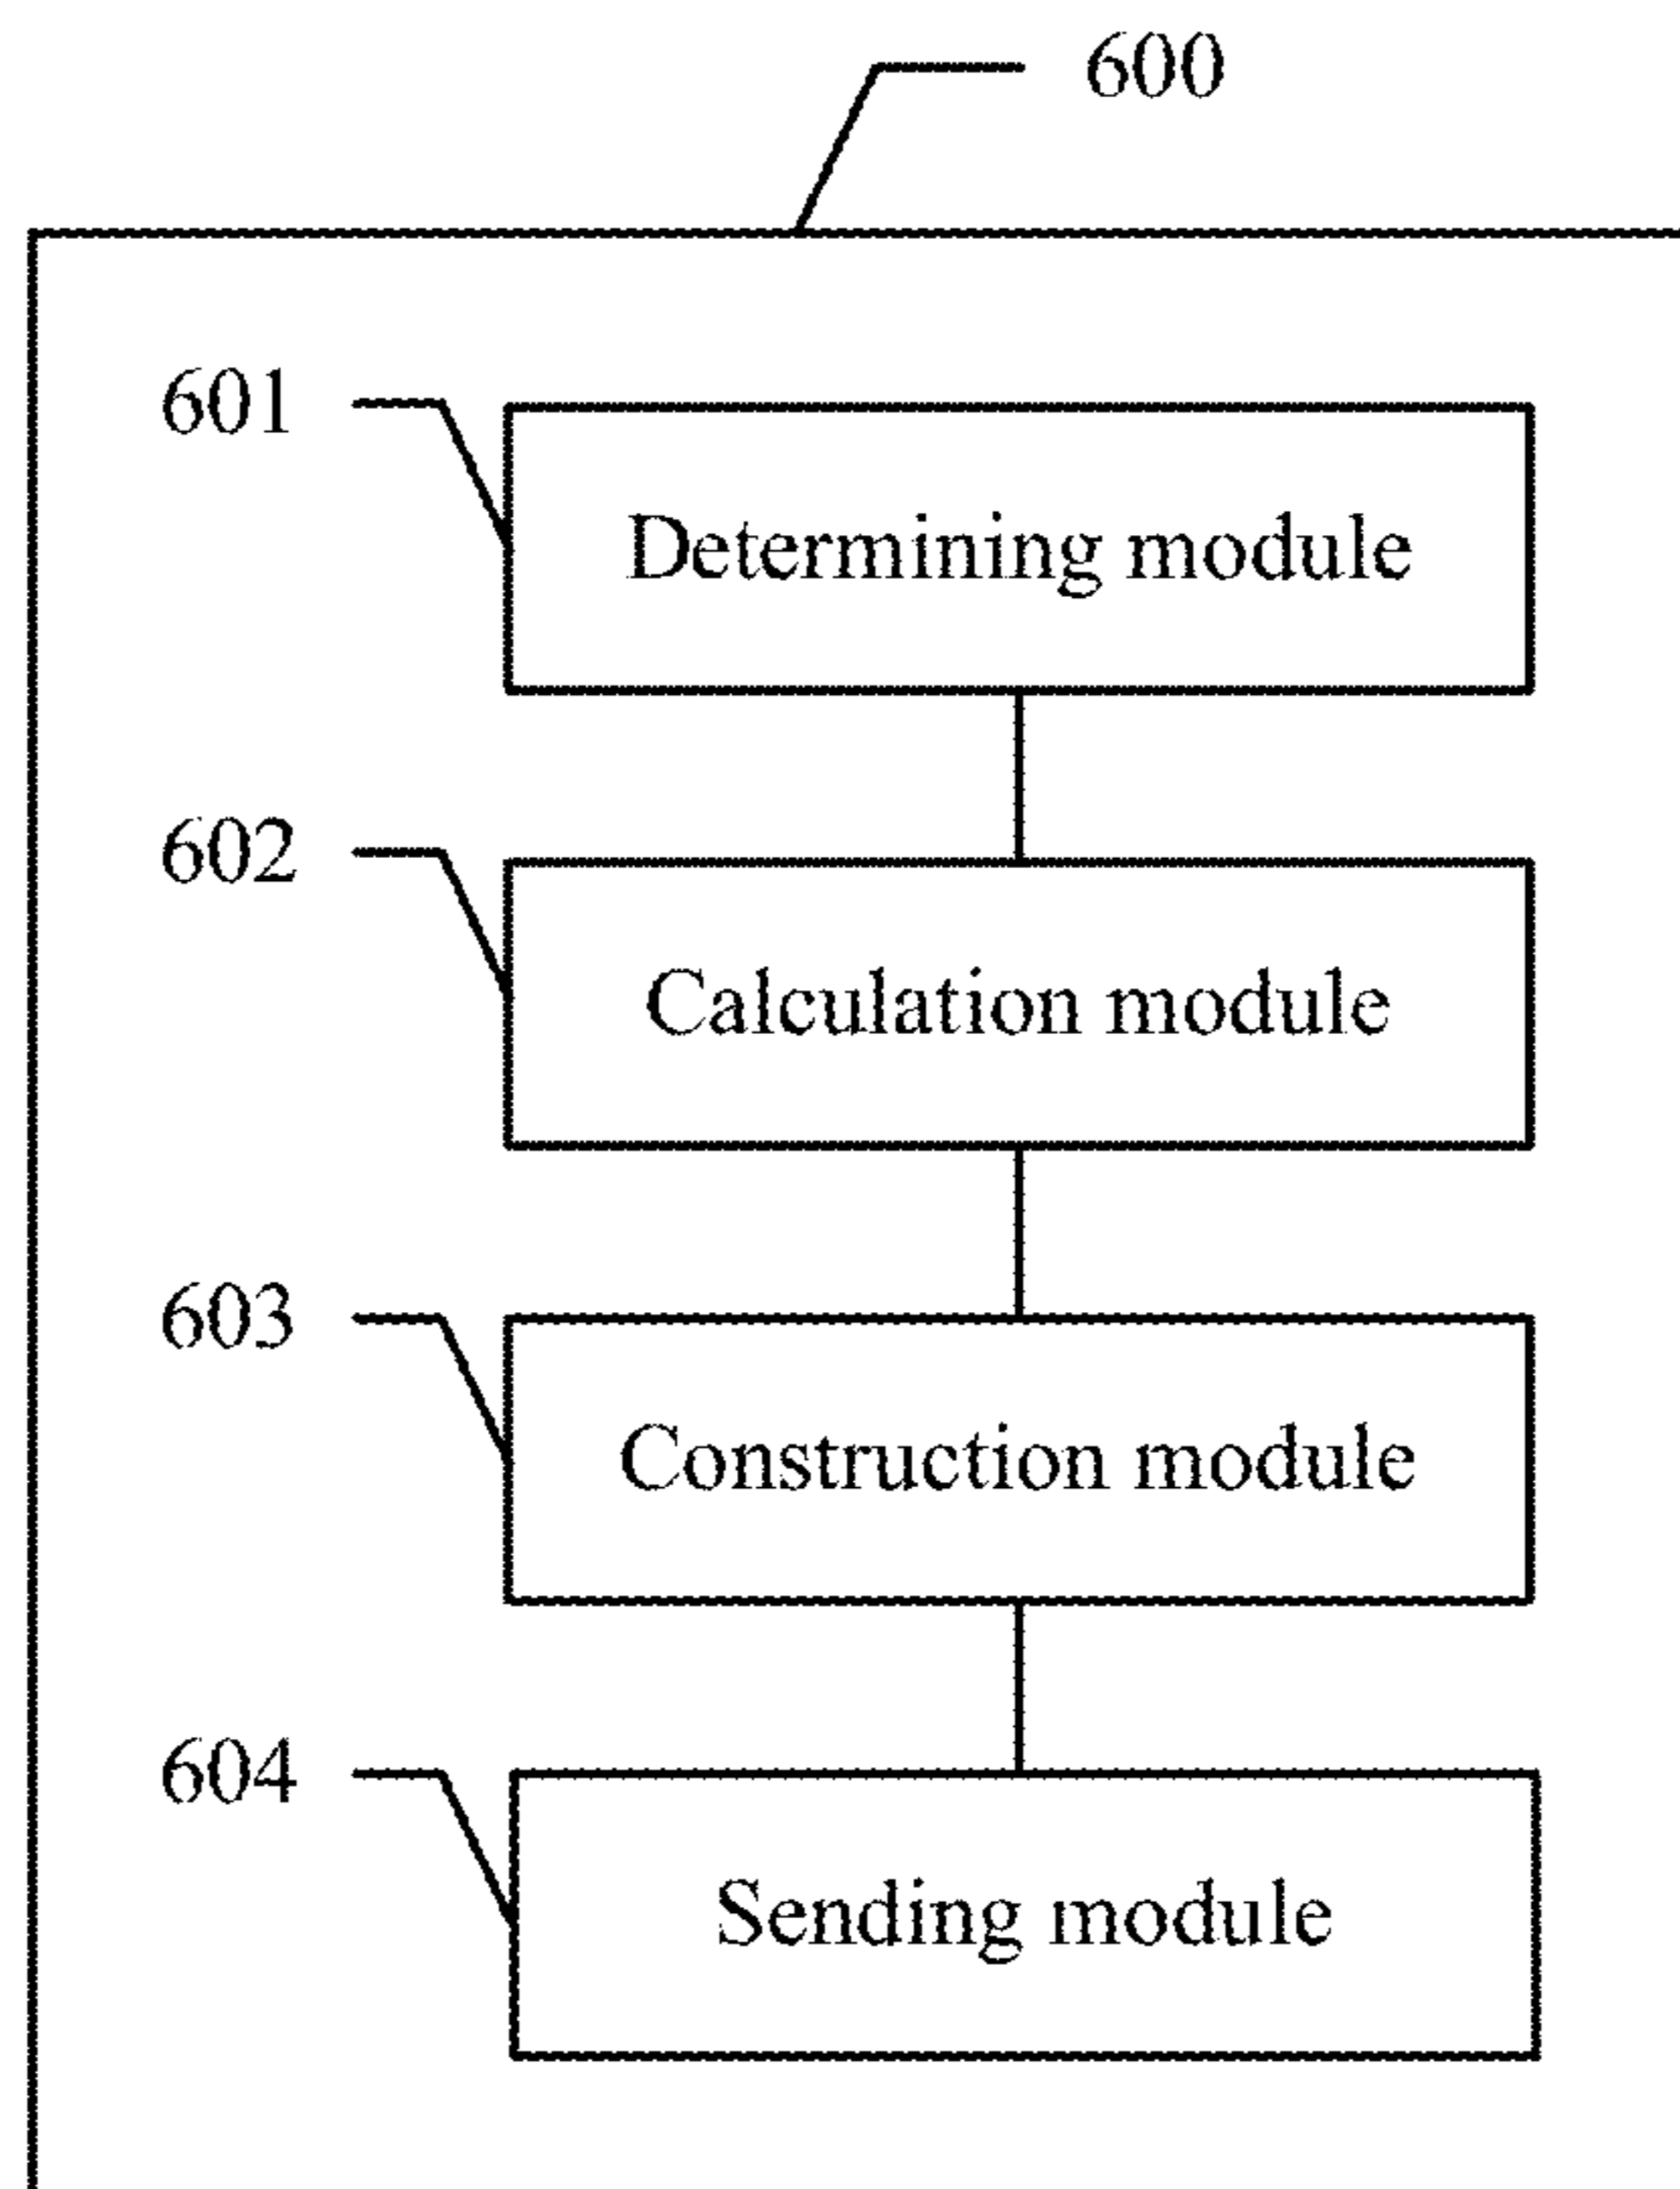 600
601
Determining module
602
Calculation module
603
Construction module
604
Sending module